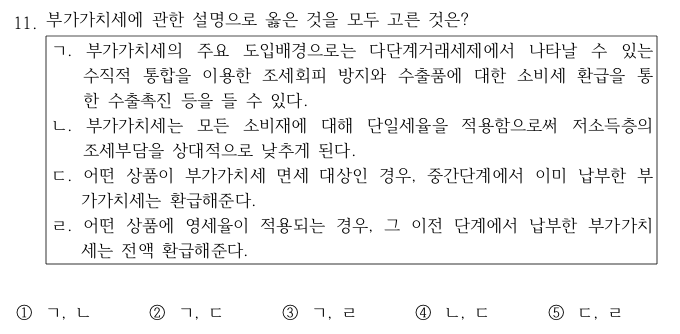 11. 부가가치세에 관한 설명으로 옳은 것을 모두 고른 것은?
ㄱ. 부가가치세의 주요 도입배경으로는 다단계거래세제에서 나타날 수 있는
수직적 통합을 이용한 조세회피 방지와 수출품에 대한 소비세 환급을 통
한 수출촉진 등을 들 수 있다.
ㄴ. 부가가치세는 모든 소비재에 대해 단일세율을 적용함으로써 저소득층의
조세부담을 상대적으로 낮추게 된다.
ㄷ. 어떤 상품이 부가가치세 면세 대상인 경우, 중간단계에서 이미 납부한 부
가가치세는 환급해준다.
ㄹ. 어떤 상품에 영세율이 적용되는 경우, 그 이전 단계에서 납부한 부가가치
세는 전액 환급해준다.
① ㄱ, ㄴ ② ㄱ, ㄷ ③ ㄱ, ㄹ ④ ㄴ, ㄷ ⑤ ㄷ, ㄹ